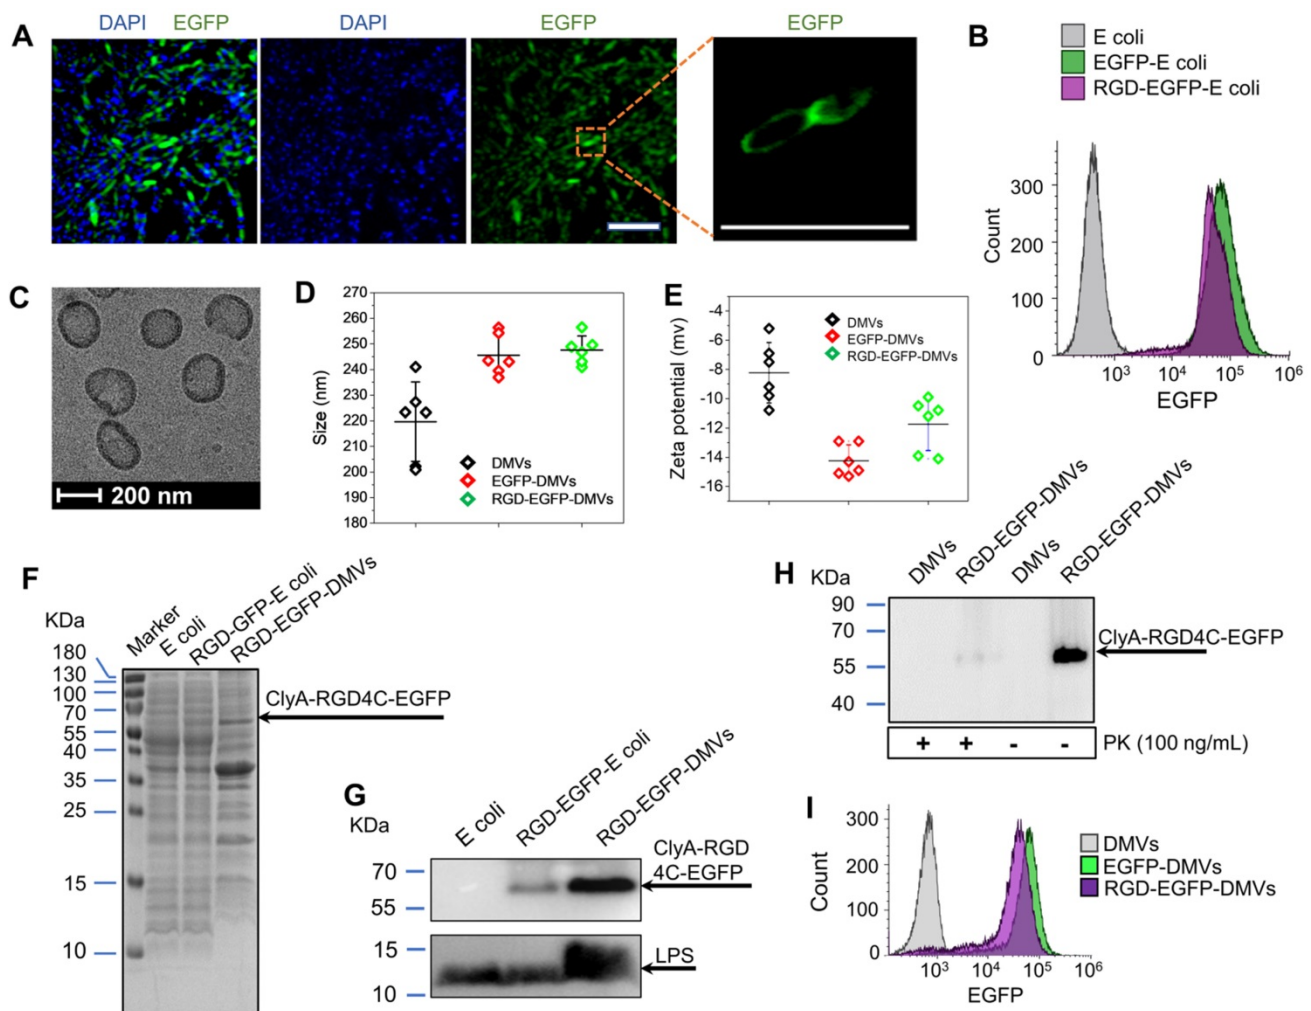 A
DAPI EGFP
DAPI
EGFP
EGFP
B
E coli
EGFP-E coli
RGD-EGFP-E coli
Count
300
200
100
0
10³ 10⁴ 10⁵ 10⁶
EGFP
C
200 nm
D
Size (nm)
270
260
250
240
230
220
210
200
190
180
DMVs
EGFP-DMVs
RGD-EGFP-DMVs
E
Zeta potential (mv)
-4
-6
-8
-10
-12
-14
-16
DMVs
EGFP-DMVs
RGD-EGFP-DMVs
F
KDa
Marker
E coli
RGD-GFP-E coli
RGD-EGFP-DMVs
180
130
100
70
55
40
35
25
15
10
ClyA-RGD4C-EGFP
G
KDa
E coli
RGD-EGFP-E coli
RGD-EGFP-DMVs
70
55
ClyA-RGD
4C-EGFP
15
10
LPS
H
KDa
DMVs
RGD-EGFP-DMVs
DMVs
RGD-EGFP-DMVs
90
70
55
40
ClyA-RGD4C-EGFP
+ + - - PK (100 ng/mL)
I
Count
300
200
100
0
10³ 10⁴ 10⁵ 10⁶
EGFP
DMVs
EGFP-DMVs
RGD-EGFP-DMVs